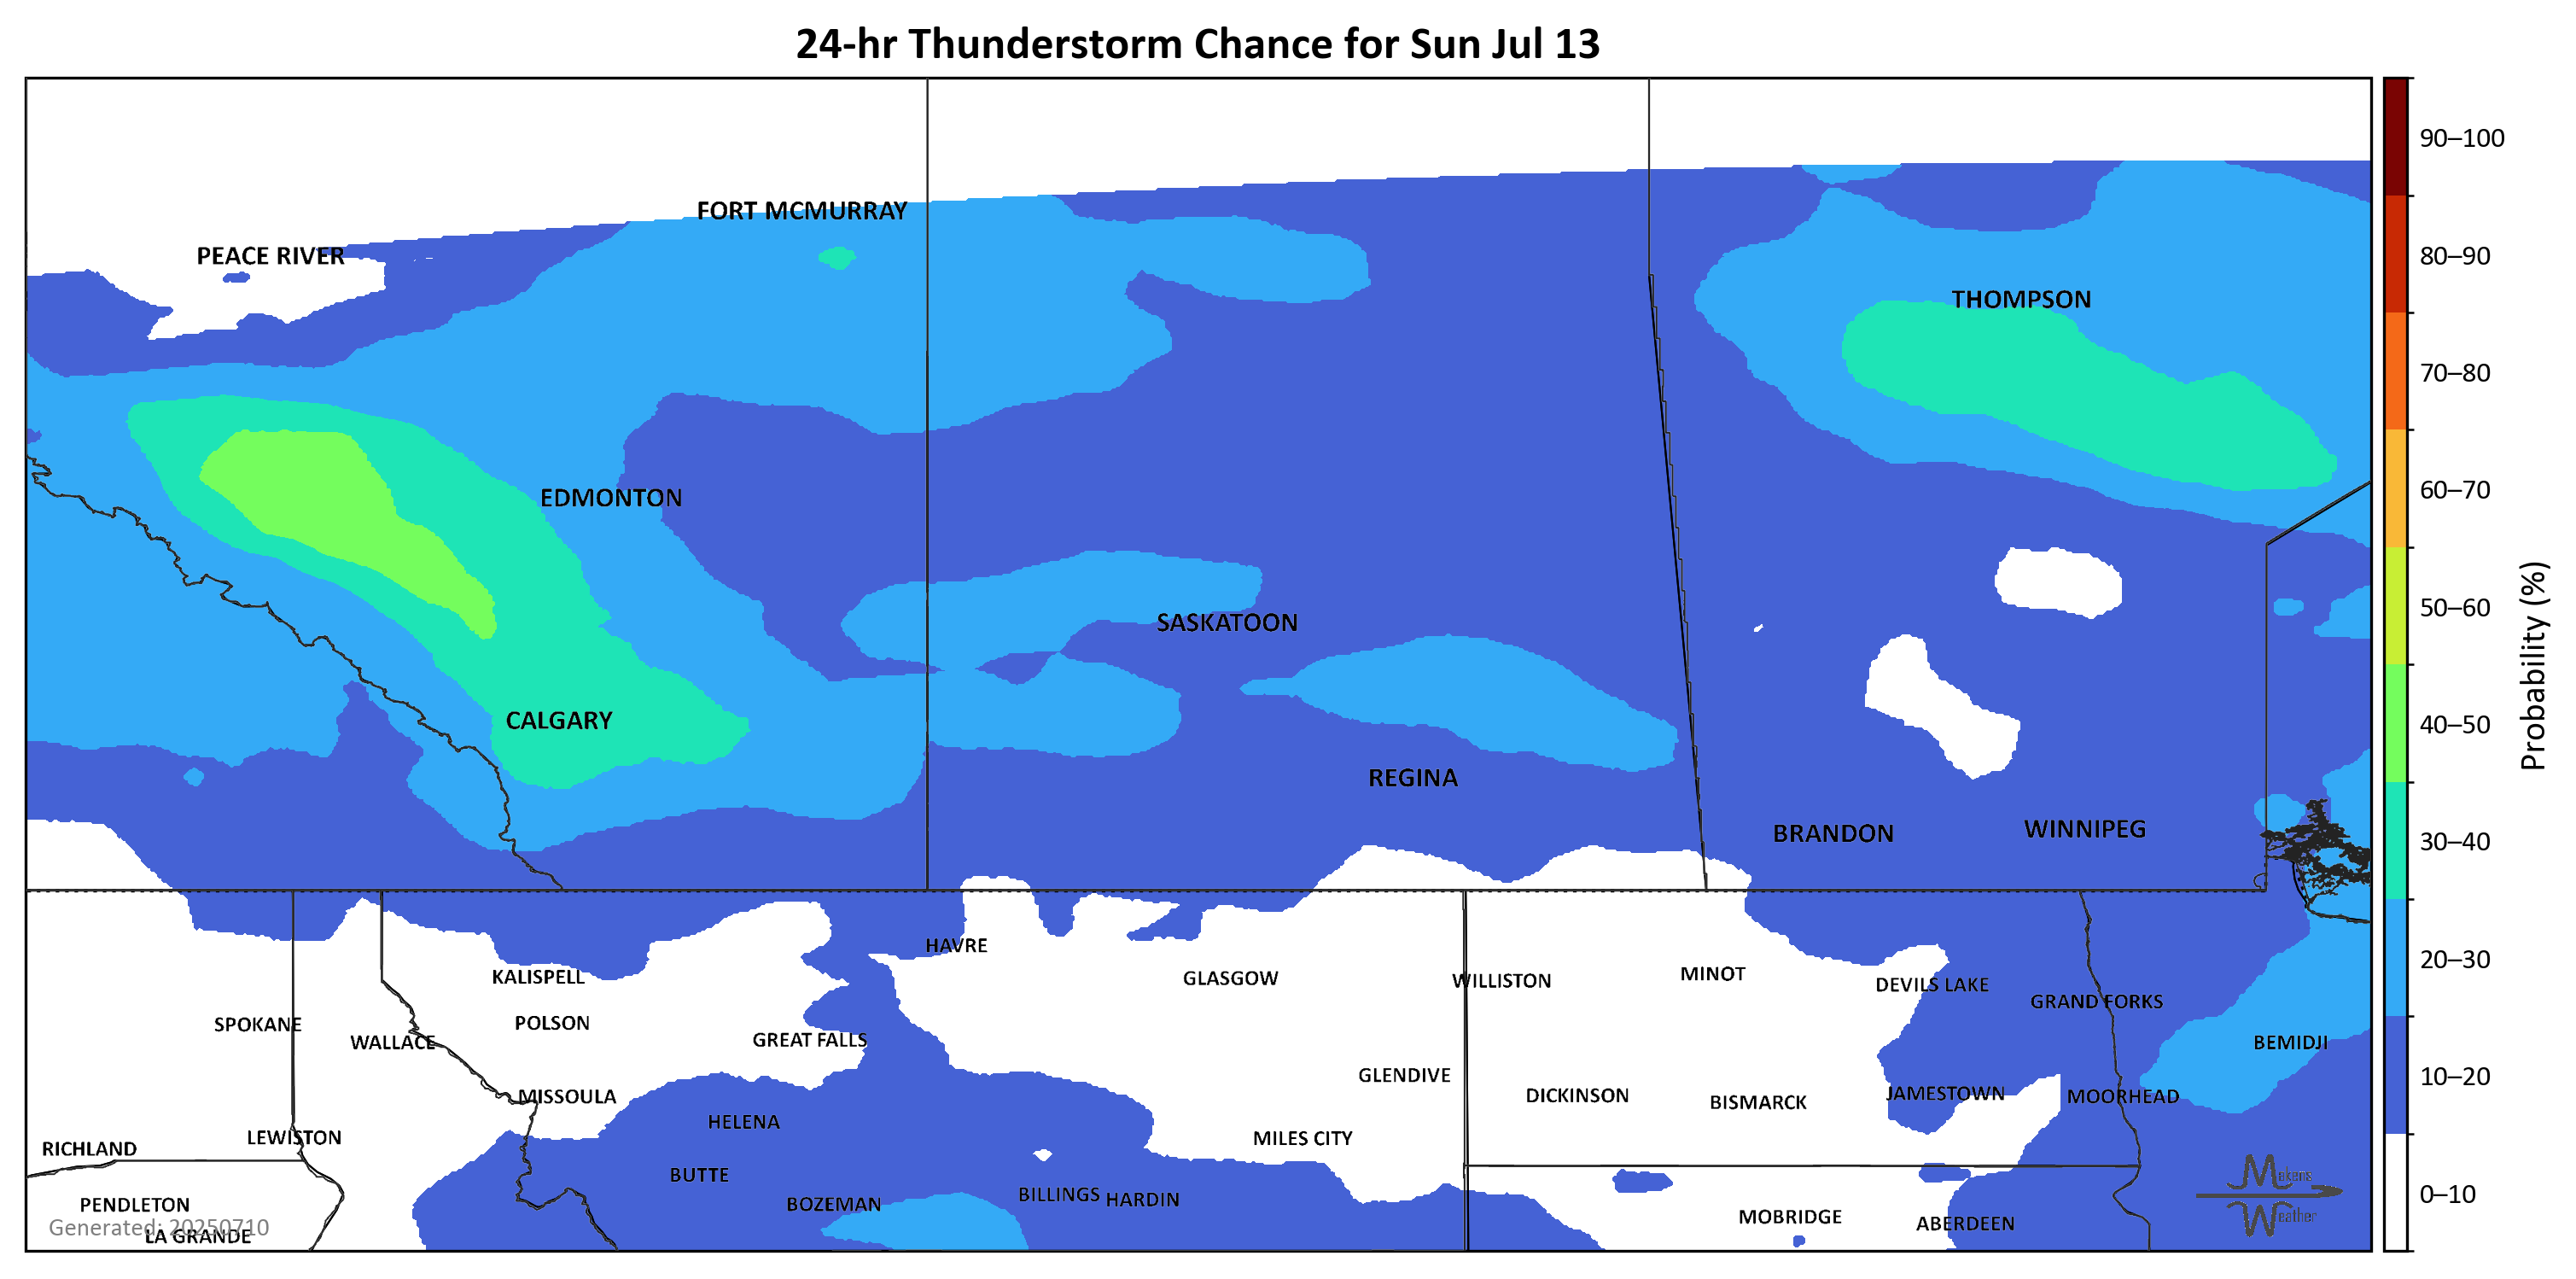 24-hr Thunderstorm Chance for Sun Jul 13
90–100
FORT MCMURRAY
PEACE RIVER
80–90
THOMPSON
70–80
EDMONTON
60–70
50–60
SASKATOON
Probability (%)
CALGARY
40–50
REGINA
BRANDON
WINNIPEG
30–40
HAVRE
20–30
KALISPELL
GLASGOW
WILLISTON
MINOT
DEVILS LAKE
GRAND FORKS
SPOKANE
POLSON
WALLACE
GREAT FALLS
BEMIDJI
GLENDIVE
10–20
MISSOULA
DICKINSON
BISMARCK
JAMESTOWN
MOORHEAD
HELENA
LEWISTON
MILES CITY
RICHLAND
BUTTE
Mekens
Weather
BILLINGS
HARDIN
0–10
PENDLETON
BOZEMAN
MOBRIDGE
ABERDEEN
Generated: 20250710
LA GRANDE